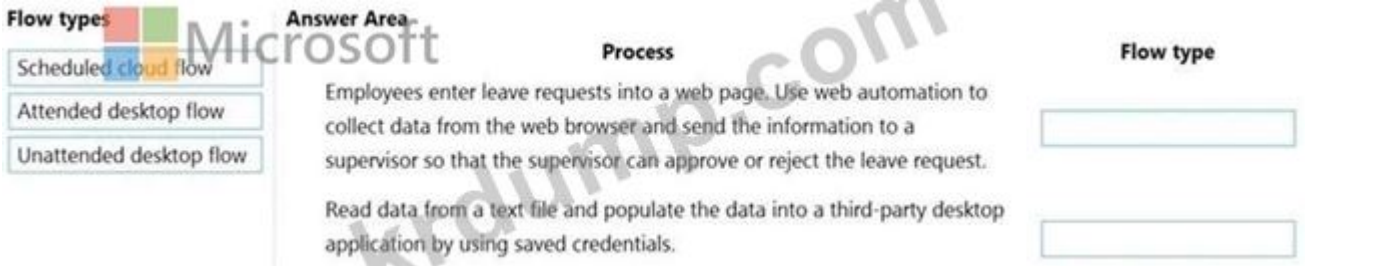 Flow types
Scheduled cloud flow
Attended desktop flow
Unattended desktop flow
Microsoft
Answer Area
Process
Flow type
Employees enter leave requests into a web page. Use web automation to
collect data from the web browser and send the information to a
supervisor so that the supervisor can approve or reject the leave request.
Read data from a text file and populate the data into a third-party desktop
application by using saved credentials.
krdump.com